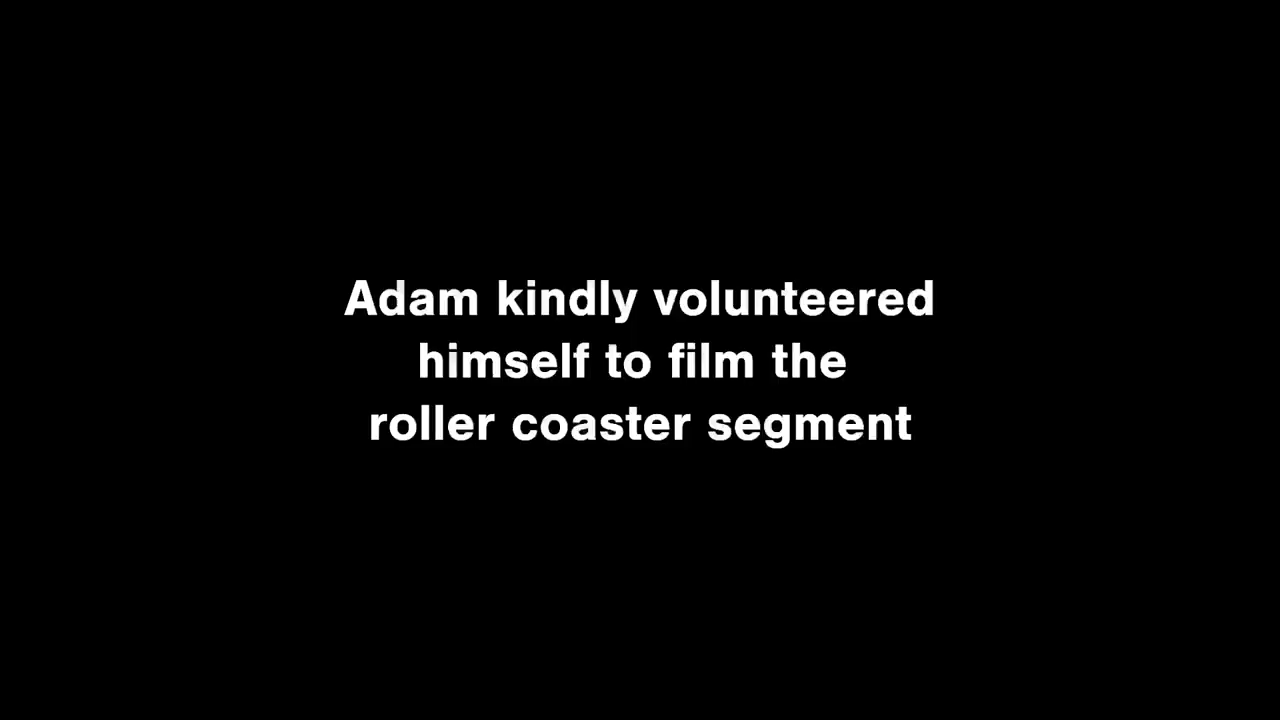 Adam kindly volunteered
himself to film the
roller coaster segment